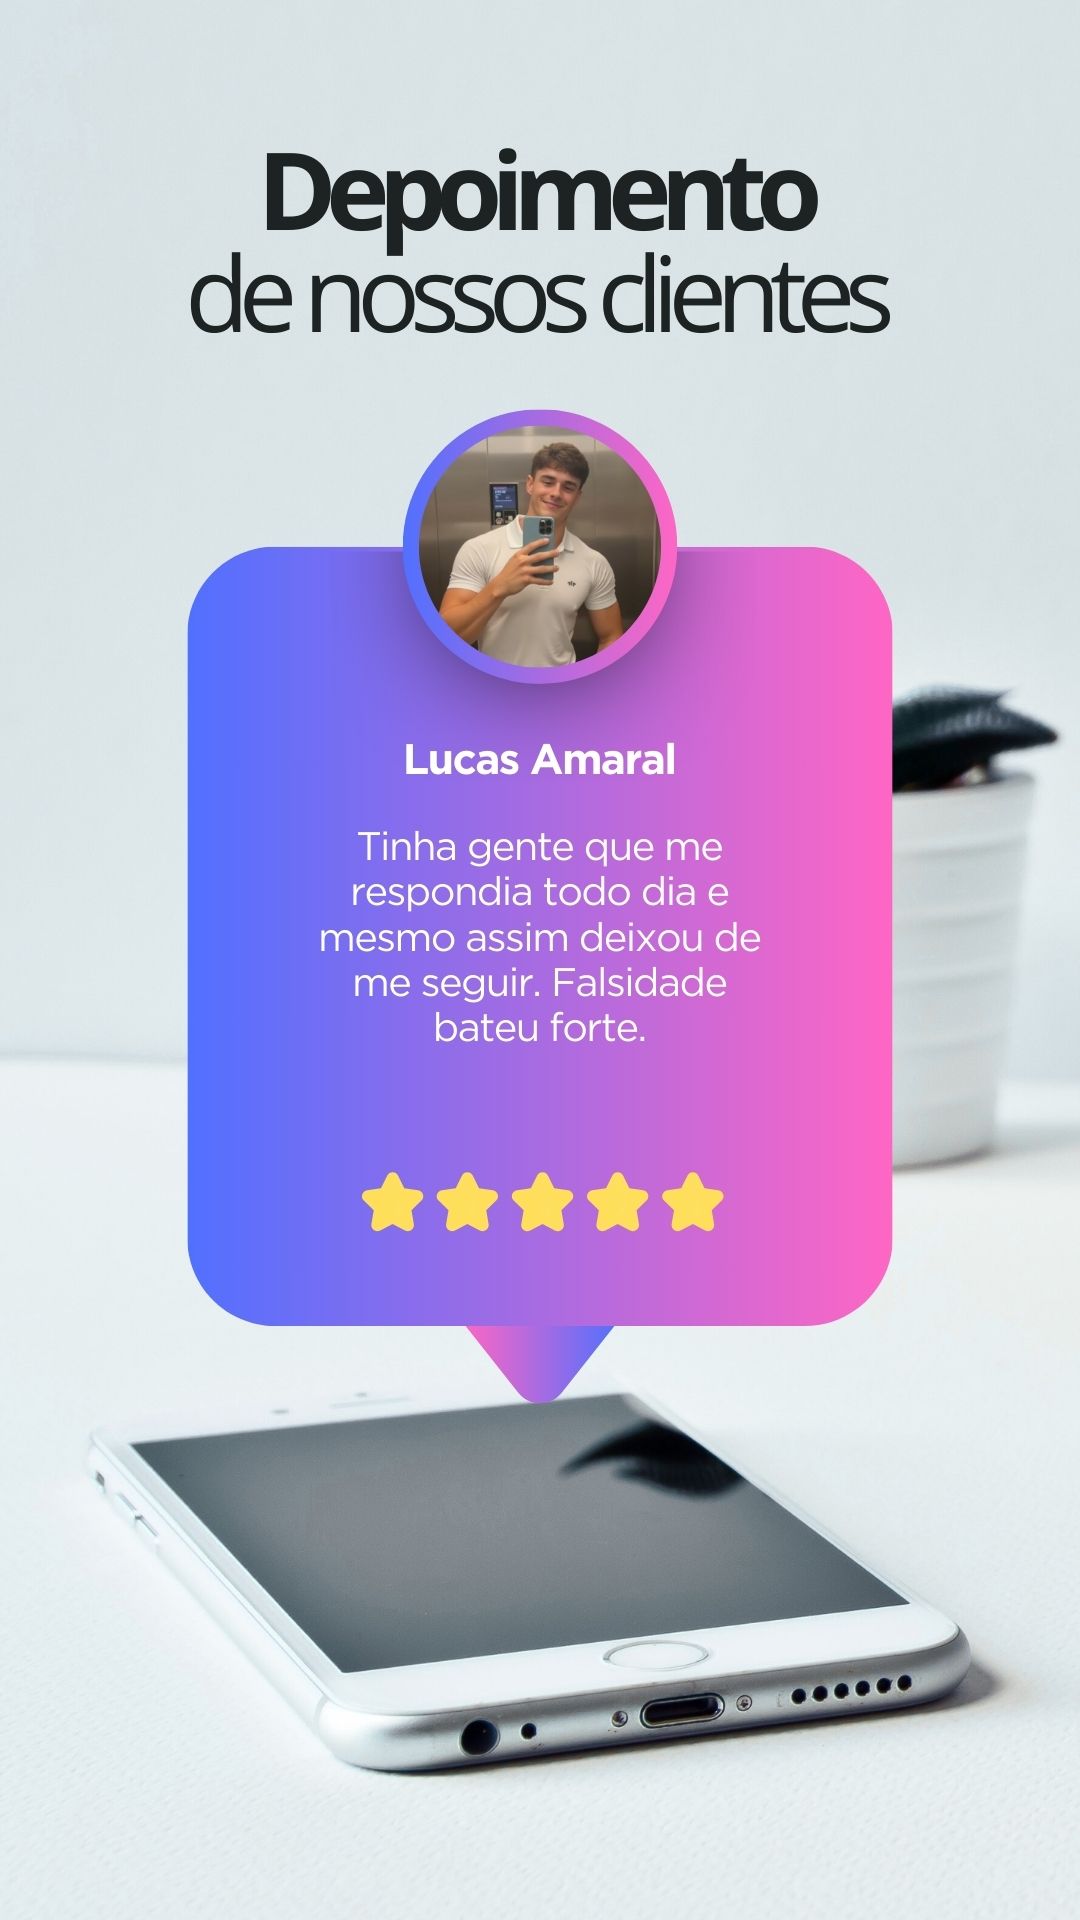 Depoimento
de nossos clientes
Lucas Amaral
Tinha gente que me
respondia todo dia e
mesmo assim deixou de
me seguir. Falsidade
bateu forte.